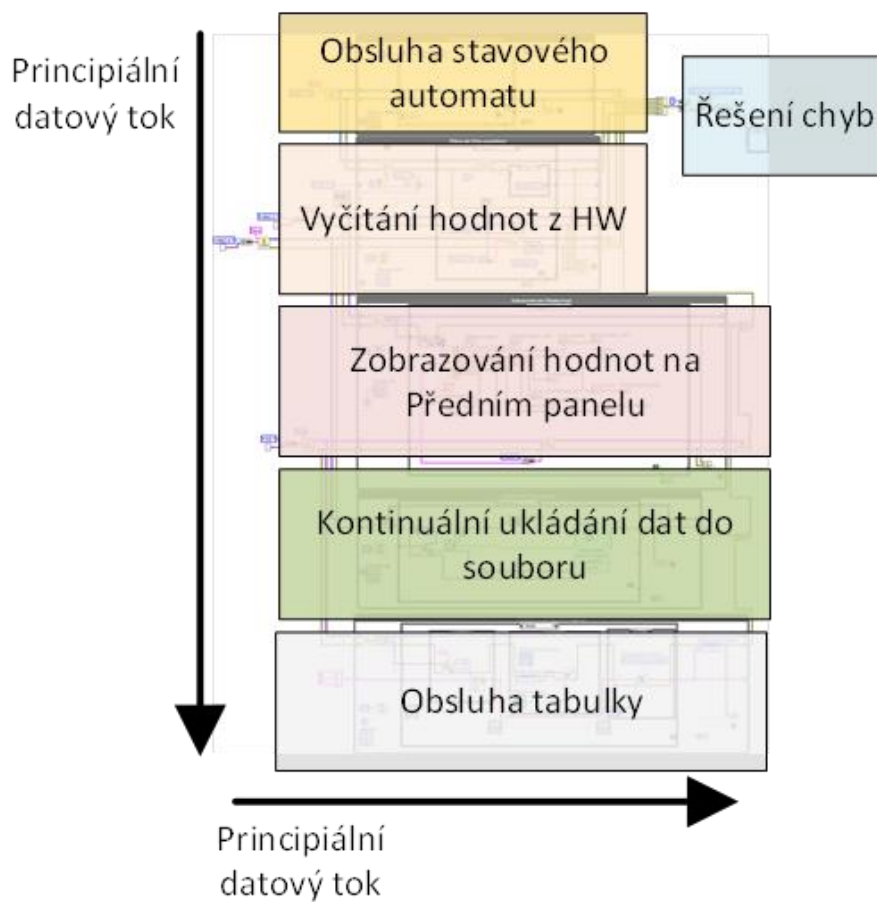 Principiální
datový tok
Obsluha stavového
automatu
Řešení chyb
Vyčítání hodnot z HW
Zobrazování hodnot na
Předním panelu
Kontinuální ukládání dat do
souboru
Obsluha tabulky
Principiální
datový tok